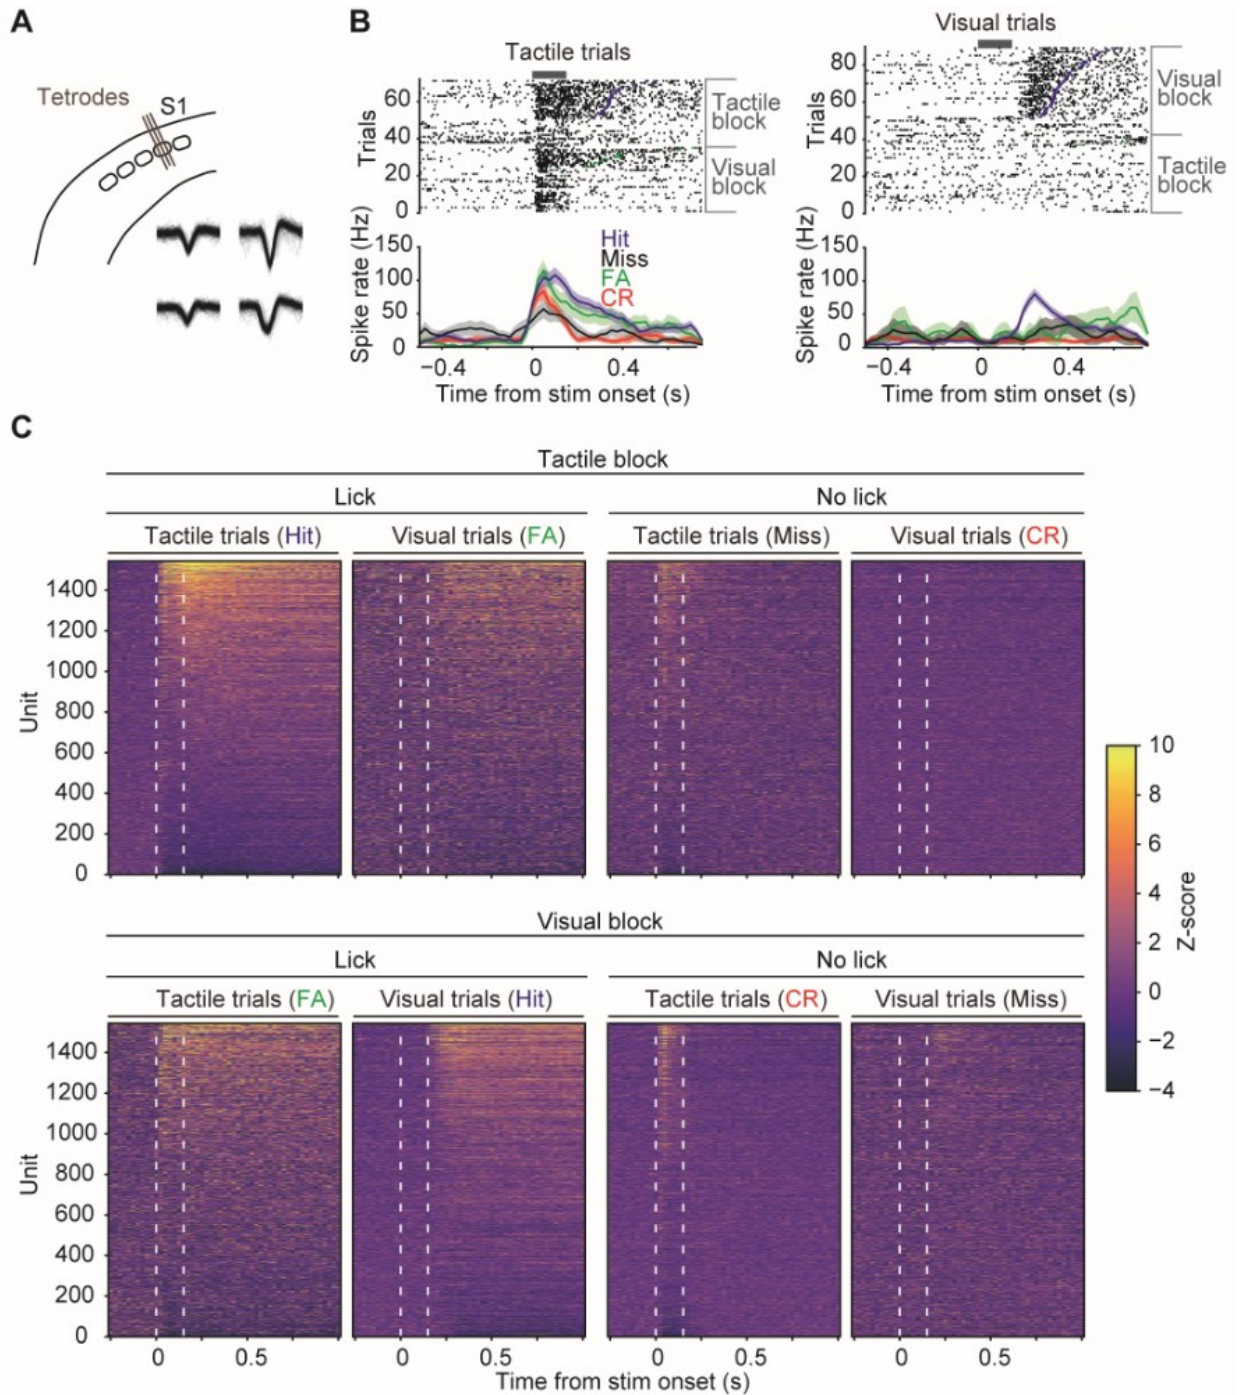 A
Tetrodes
S1
B
Tactile trials
Trials
60
40
20
0
Tactile
block
Visual
block
Spike rate (Hz)
150
100
50
0
Hit
Miss
FA
CR
−0.4 0 0.4
Time from stim onset (s)
Visual trials
Trials
80
60
40
20
0
Visual
block
Tactile
block
Spike rate (Hz)
150
100
50
0
−0.4 0 0.4
Time from stim onset (s)
C
Tactile block
Lick No lick
Tactile trials (Hit) Visual trials (FA) Tactile trials (Miss) Visual trials (CR)
Unit
1400
1200
1000
800
600
400
200
0
Visual block
Lick No lick
Tactile trials (FA) Visual trials (Hit) Tactile trials (CR) Visual trials (Miss)
Unit
1400
1200
1000
800
600
400
200
0
0 0.5 0 0.5 0 0.5 0 0.5
Time from stim onset (s)
10
8
6
4
2
0
−2
−4
Z-score